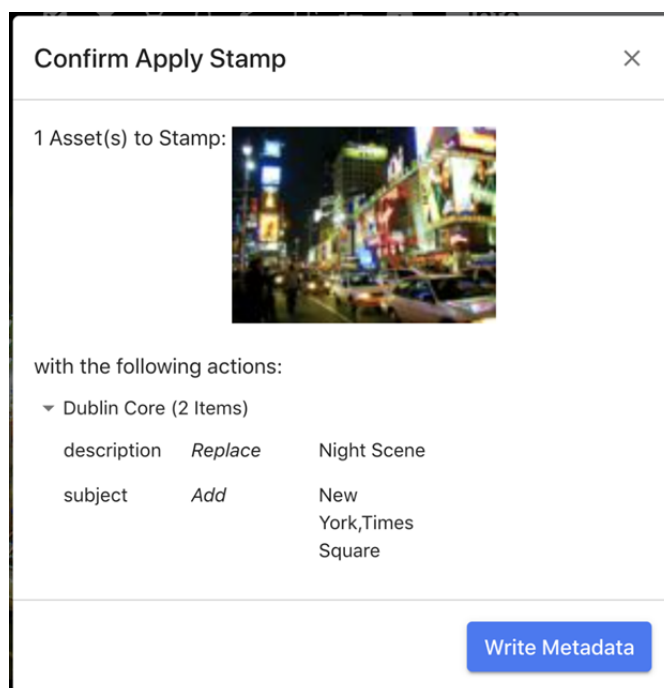 Confirm Apply Stamp
1 Asset(s) to Stamp:
with the following actions:
Dublin Core (2 Items)
description Replace Night Scene
subject Add New
York,Times
Square
Write Metadata